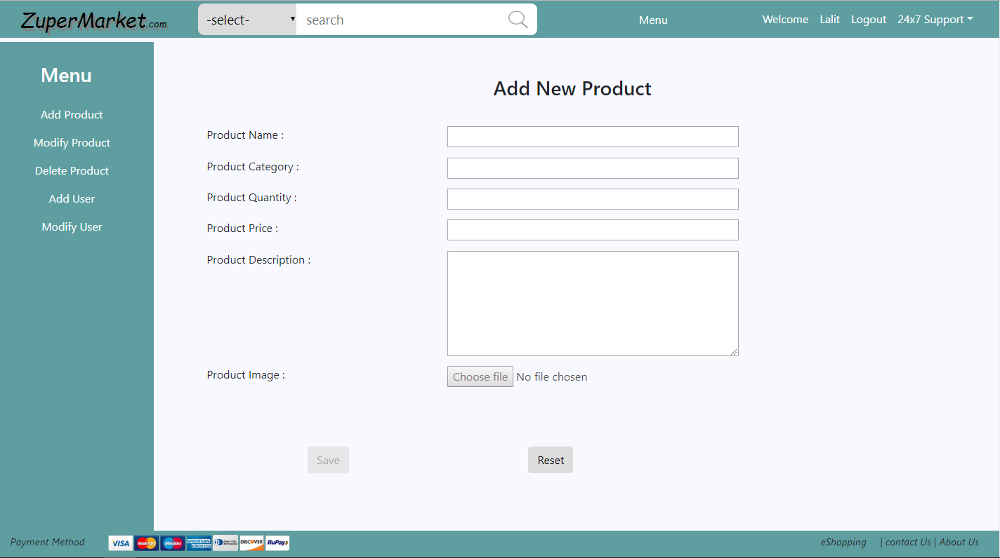 ZuperMarket.com -select- search Menu Welcome Lalit Logout 24x7 Support
Menu
Add Product
Modify Product
Delete Product
Add User
Modify User
Add New Product
Product Name :
Product Category :
Product Quantity :
Product Price :
Product Description :
Product Image : Choose file No file chosen
Save Reset
Payment Method VISA MasterCard Maestro AMERICAN EXPRESS DISCOVER RuPay eShopping | contact Us | About Us